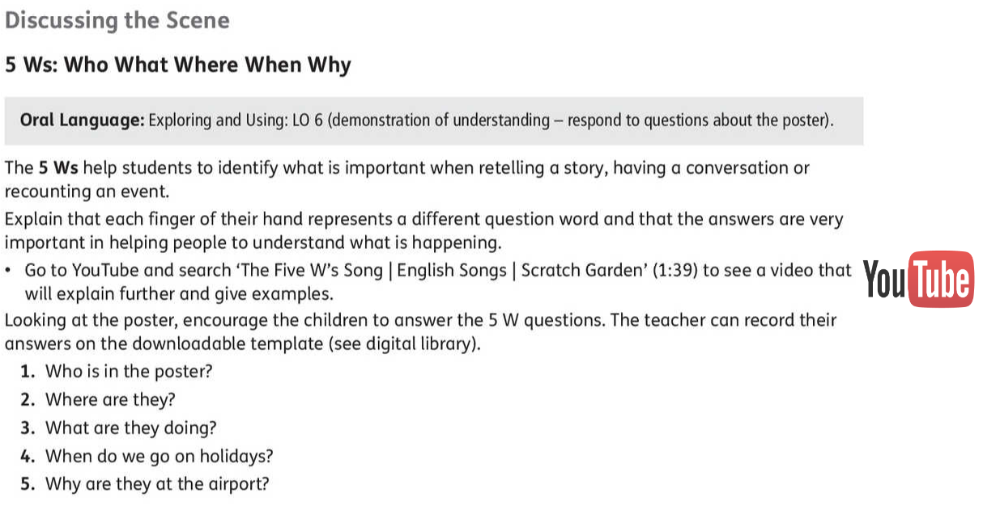 Discussing the Scene
5 Ws: Who What Where When Why
Oral Language: Exploring and Using: LO 6 (demonstration of understanding – respond to questions about the poster).
The 5 Ws help students to identify what is important when retelling a story, having a conversation or
recounting an event.
Explain that each finger of their hand represents a different question word and that the answers are very
important in helping people to understand what is happening.
• Go to YouTube and search ‘The Five W’s Song | English Songs | Scratch Garden’ (1:39) to see a video that
will explain further and give examples.
YouTube
Looking at the poster, encourage the children to answer the 5 W questions. The teacher can record their
answers on the downloadable template (see digital library).
1. Who is in the poster?
2. Where are they?
3. What are they doing?
4. When do we go on holidays?
5. Why are they at the airport?